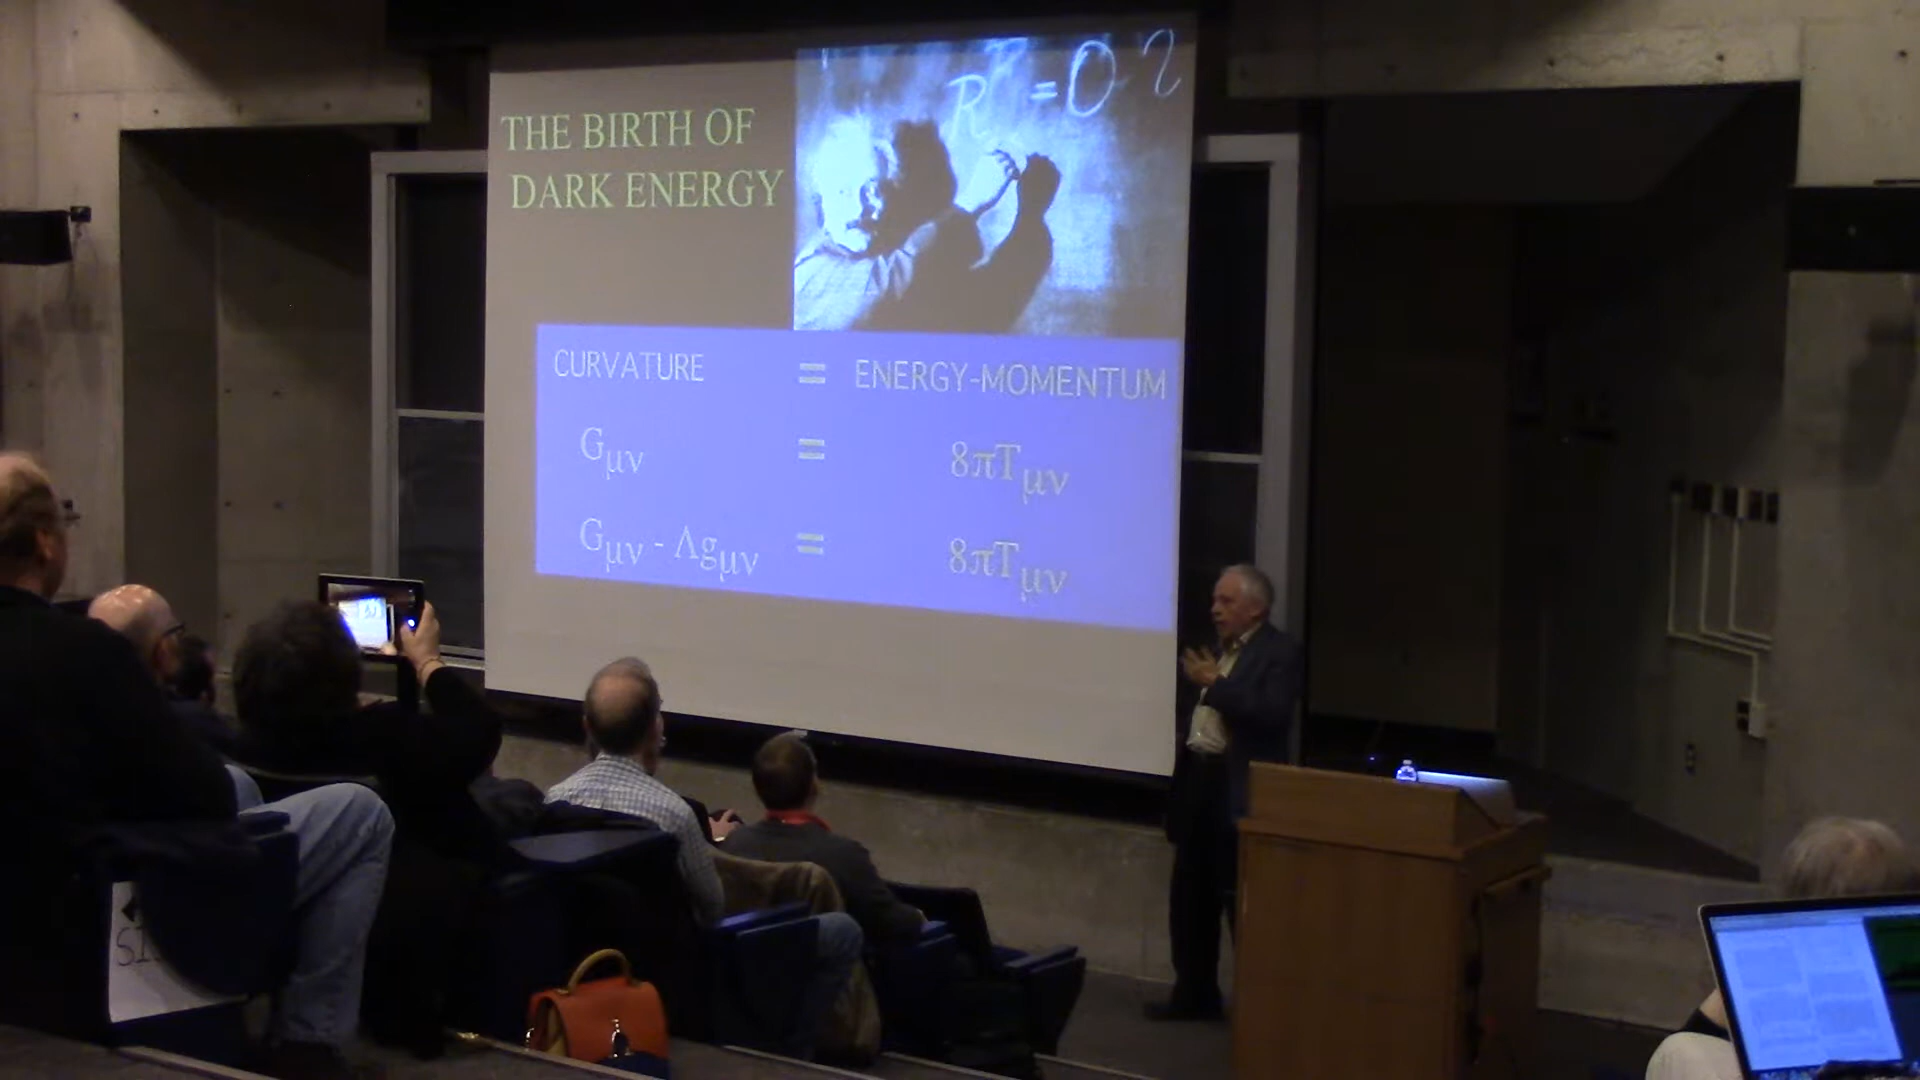 THE BIRTH OF
DARK ENERGY
R = 0 ?
CURVATURE = ENERGY-MOMENTUM
Gμν = 8πTμν
Gμν - Λgμν = 8πTμν